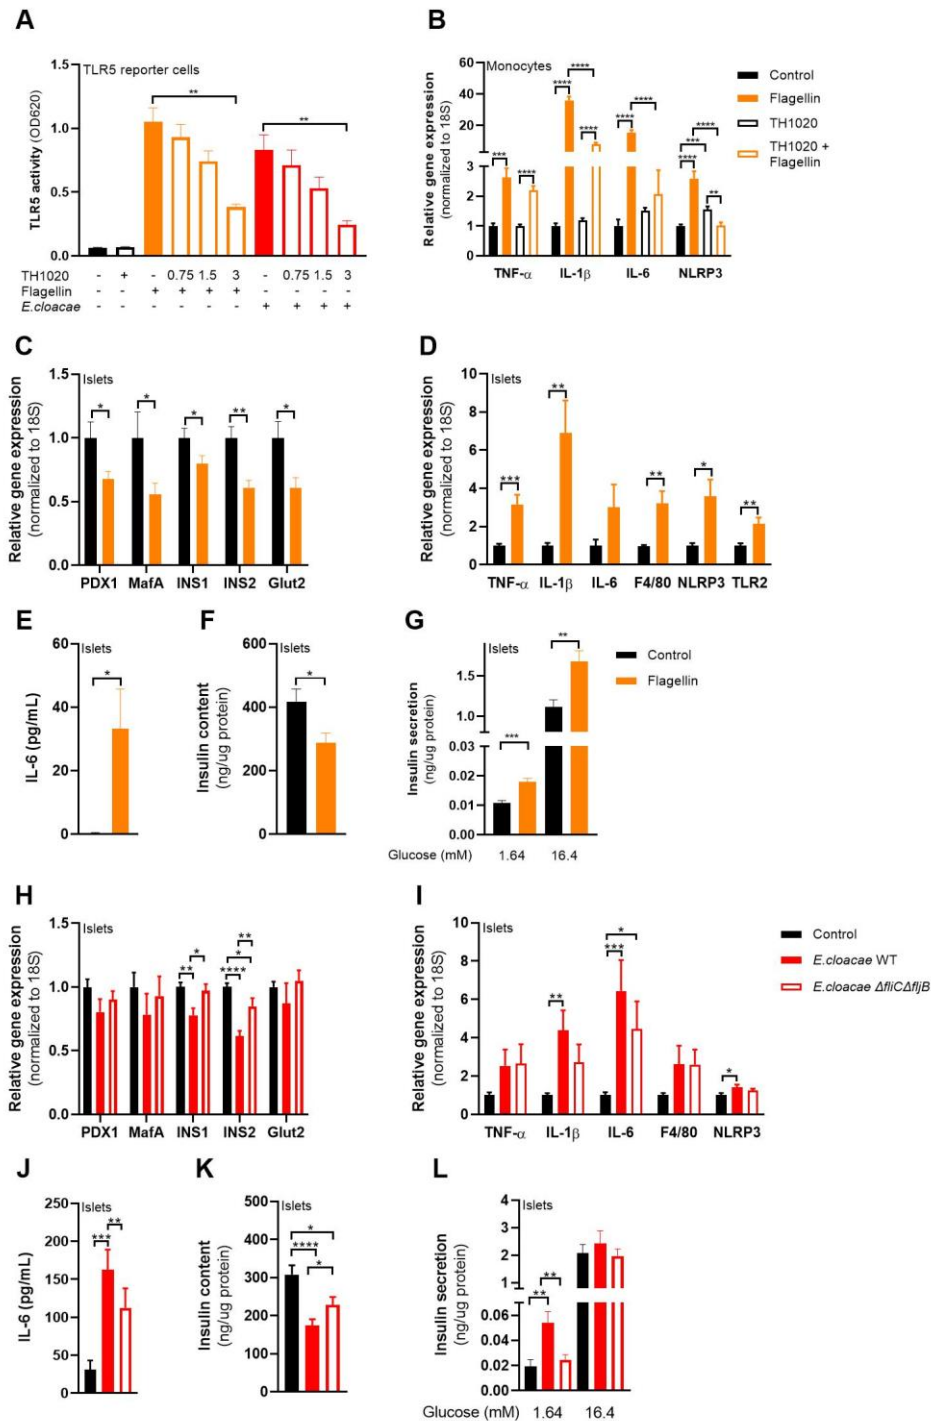 A
TLR5 reporter cells
TLR5 activity (OD620)
1.5
1.0
0.5
0.0
**
**
TH1020 - + - 0.75 1.5 3 - 0.75 1.5 3
Flagellin - - + + + + - - - -
E.cloacae - - - - - - + + + +
B
Monocytes
Relative gene expression
(normalized to 18S)
60
40
20
3
2
1
0
*** ****
**** **** ****
**** ****
**** *** **** **
TNF-α IL-1β IL-6 NLRP3
Control
Flagellin
TH1020
TH1020 +
Flagellin
C
Islets
Relative gene expression
(normalized to 18S)
1.5
1.0
0.5
0.0
* * * ** *
PDX1 MafA INS1 INS2 Glut2
D
Islets
Relative gene expression
(normalized to 18S)
10
8
6
4
2
0
*** ** ** * **
TNF-α IL-1β IL-6 F4/80 NLRP3 TLR2
E
Islets
IL-6 (pg/mL)
60
40
20
0
*
F
Islets
Insulin content
(ng/ug protein)
600
400
200
0
*
G
Islets
Insulin secretion
(ng/ug protein)
1.5
1.0
0.03
0.02
0.01
0.00
*** **
Glucose (mM) 1.64 16.4
Control
Flagellin
H
Islets
Relative gene expression
(normalized to 18S)
1.5
1.0
0.5
0.0
** *
**** * **
PDX1 MafA INS1 INS2 Glut2
I
Islets
Relative gene expression
(normalized to 18S)
10
8
6
4
2
0
** *** * *
TNF-α IL-1β IL-6 F4/80 NLRP3
Control
E.cloacae WT
E.cloacae ΔfliCΔfljB
J
Islets
IL-6 (pg/mL)
250
200
150
100
50
0
*** **
K
Islets
Insulin content
(ng/ug protein)
500
400
300
200
100
0
*
****
*
L
Islets
Insulin secretion
(ng/ug protein)
4
3
2
1
0.06
0.04
0.02
0.00
** **
Glucose (mM) 1.64 16.4